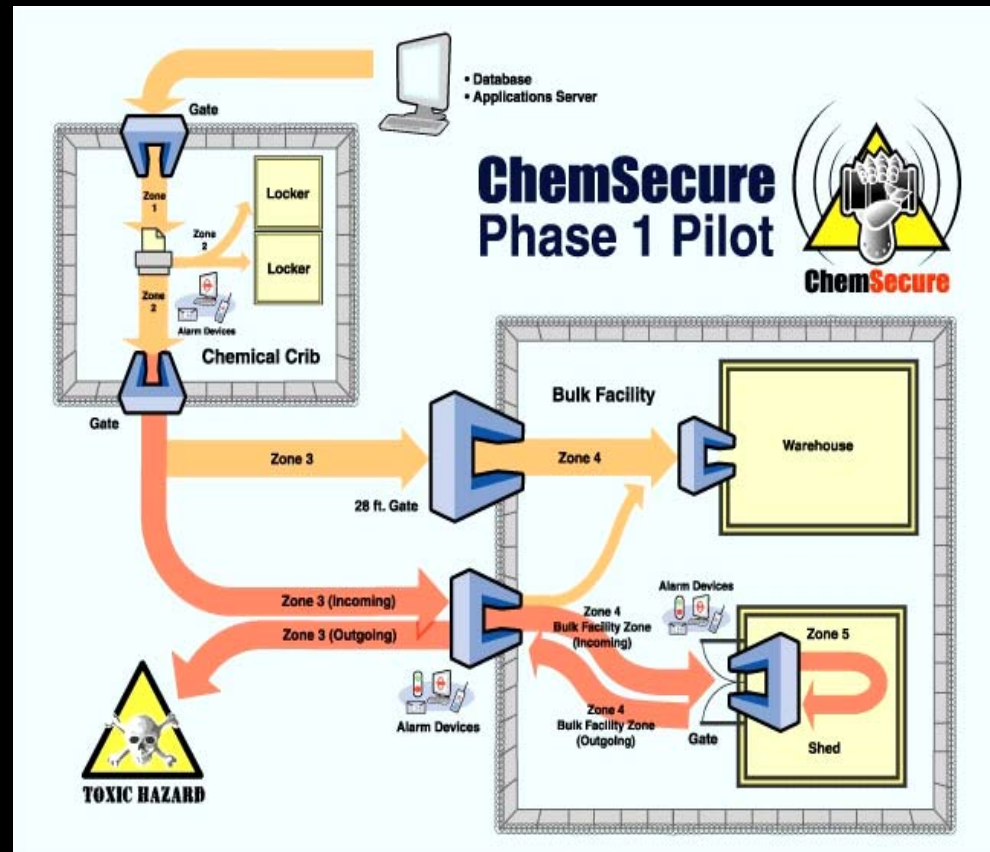 • Database
• Applications Server
Gate
ChemSecure
Phase 1 Pilot
ChemSecure
Zone
1
Locker
Zone
2
Locker
Zone
2
Alarm Devices
Chemical Crib
Gate
Bulk Facility
Zone 3
Zone 4
Warehouse
28 ft. Gate
Zone 3 (Incoming)
Zone 3 (Outgoing)
Alarm Devices
Zone 4
Bulk Facility Zone
(Incoming)
Zone 5
Alarm Devices
Zone 4
Bulk Facility Zone
(Outgoing)
Gate
Shed
TOXIC HAZARD